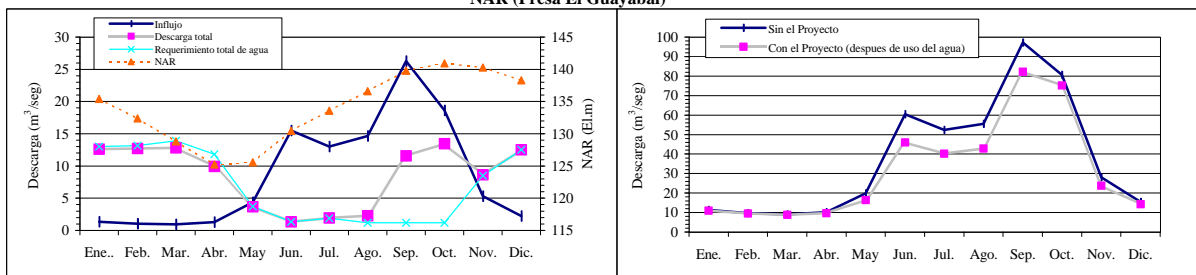 NAR (Presa El Guayabal)
Influjo
Descarga total
Requerimiento total de agua
NAR
Descarga (m³/seg)
30
25
20
15
10
5
0
145
140
135
130
125
120
115
NAR (El.m)
Ene.. Feb. Mar. Abr. May Jun. Jul. Ago. Sep. Oct. Nov. Dic.
Sin el Proyecto
Con el Proyecto (despues de uso del agua)
Descarga (m³/seg)
100
90
80
70
60
50
40
30
20
10
0
Ene. Feb. Mar. Abr. May Jun. Jul. Ago. Sep. Oct. Nov. Dic.